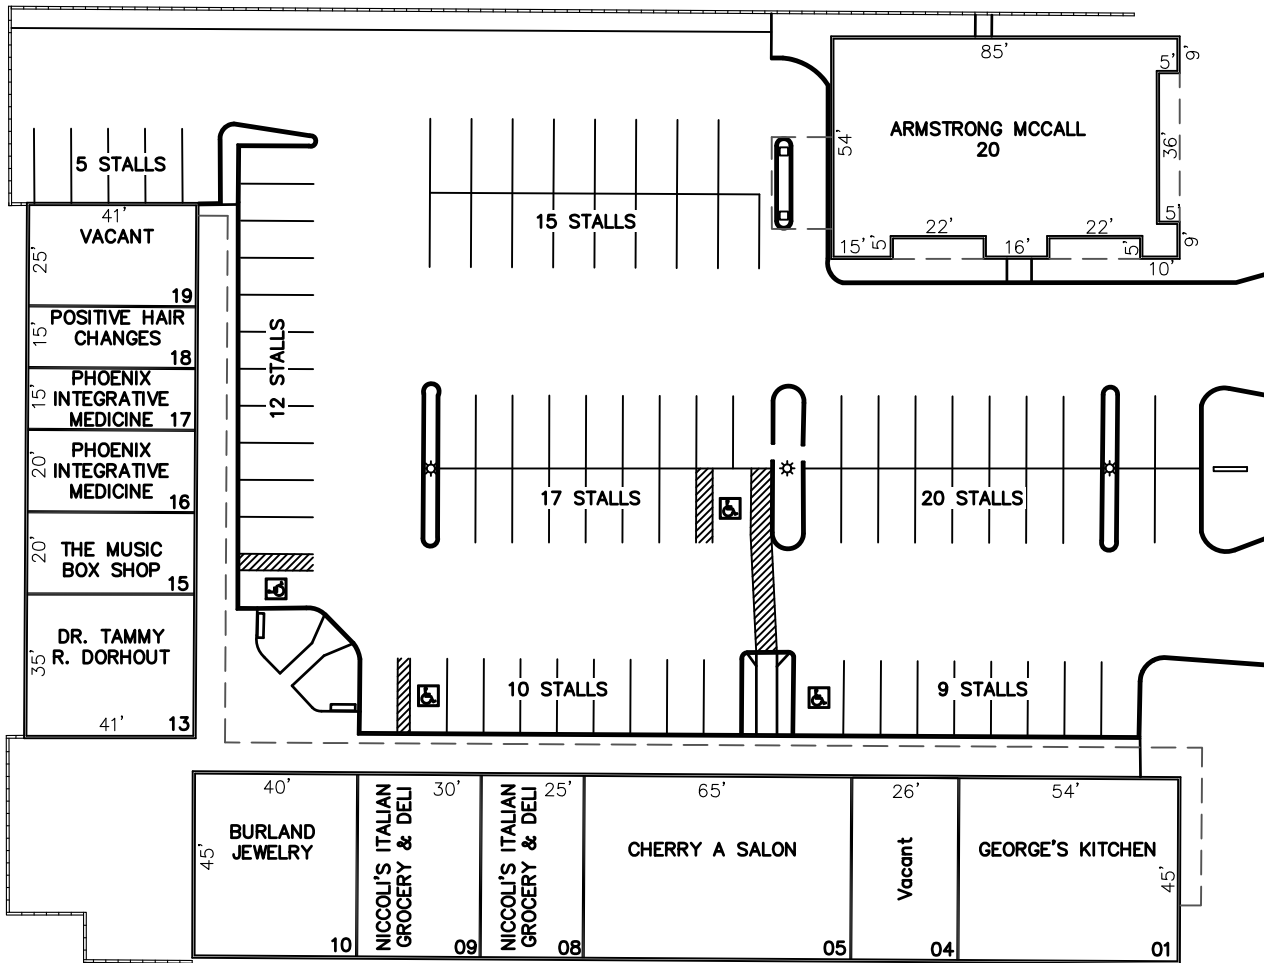 85'
5'
9'
ARMSTRONG MCCALL
20
54'
36'
5 STALLS
15 STALLS
22'
22'
5'
15'
5'
16'
5'
9'
10'
41'
VACANT
25'
19
POSITIVE HAIR
CHANGES
15'
18
PHOENIX
INTEGRATIVE
MEDICINE
15'
17
PHOENIX
INTEGRATIVE
MEDICINE
20'
16
THE MUSIC
BOX SHOP
20'
15
DR. TAMMY
R. DORHOUT
35'
41'
13
12 STALLS
17 STALLS
20 STALLS
10 STALLS
9 STALLS
40'
BURLAND
JEWELRY
45'
10
30'
NICCOLI'S ITALIAN
GROCERY & DELI
09
25'
NICCOLI'S ITALIAN
GROCERY & DELI
08
65'
CHERRY A SALON
05
26'
Vacant
04
54'
GEORGE'S KITCHEN
45'
01